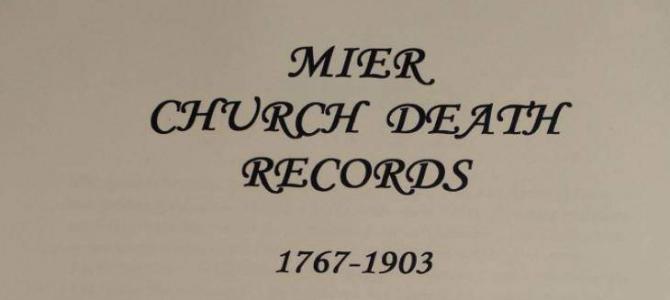 MIER
CHURCH DEATH
RECORDS
1767-1903